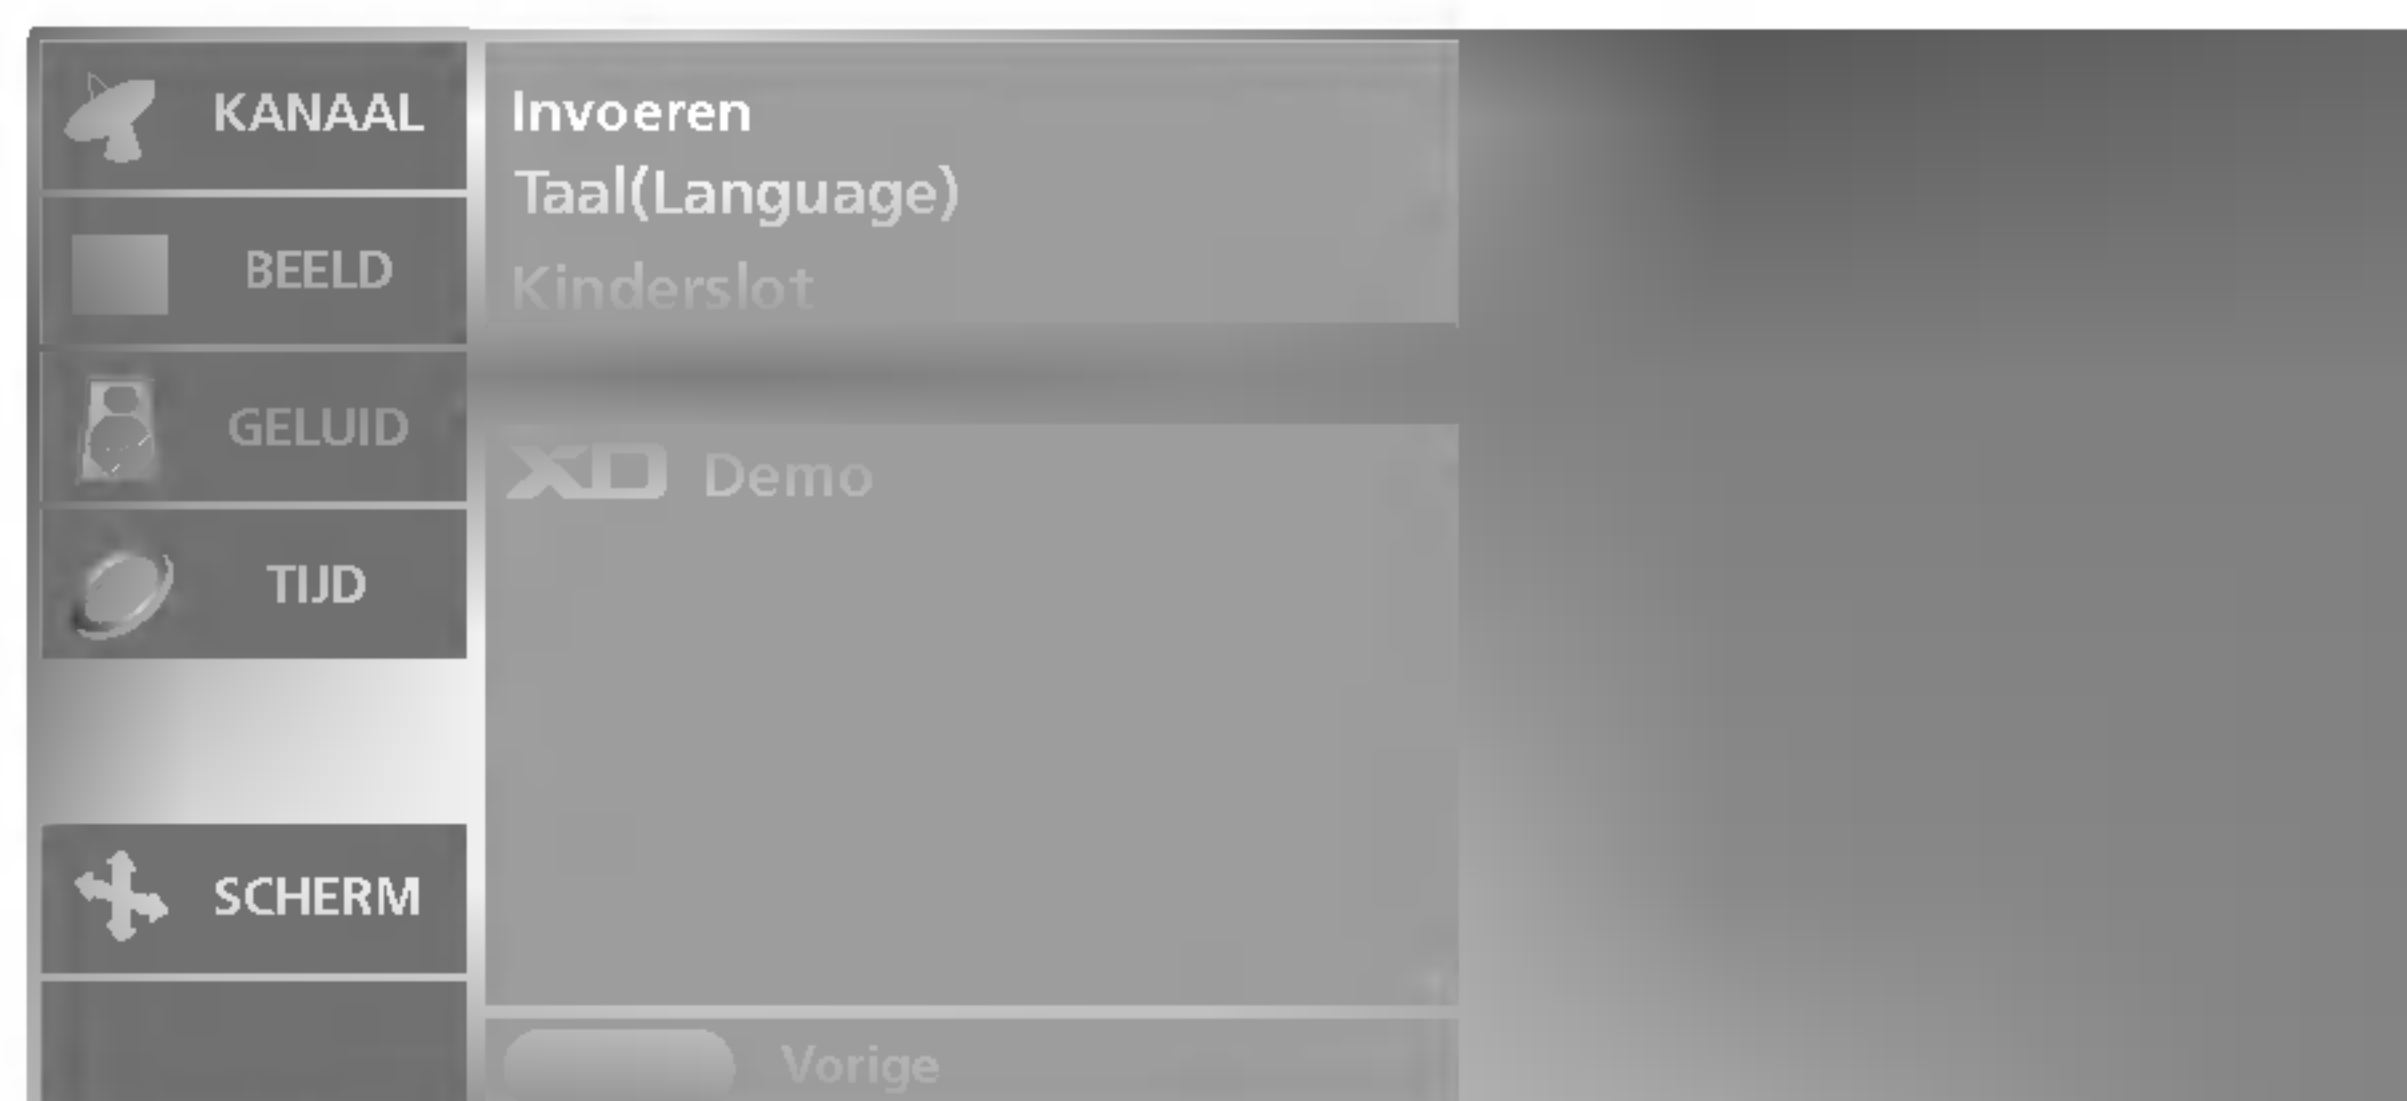 KANAAL
BEELD
GELUID
TIJD
SCHERM
Invoeren
Taal(Language)
Kinderslot
XD Demo
Vorige